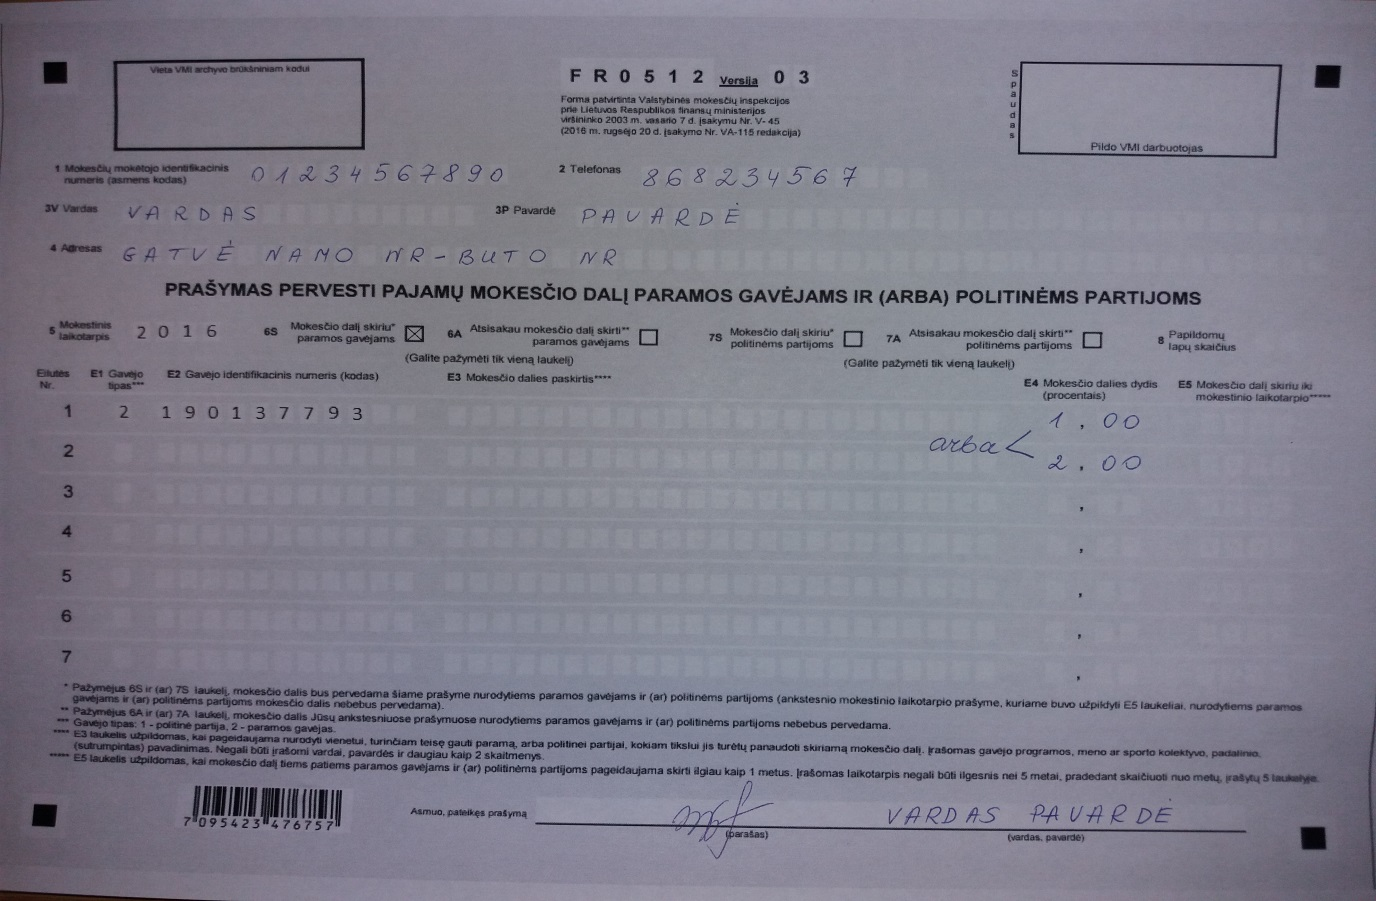 Vieta VMI archyvo brūkšniniam kodui
FR0512 Versija 03
Forma patvirtinta Valstybinės mokesčių inspekcijos
prie Lietuvos Respublikos finansų ministerijos
viršininko 2003 m. vasario 7 d. įsakymu Nr. V- 45
(2016 m. rugsėjo 20 d. įsakymo Nr. VA-115 redakcija)
Spaudas
Pildo VMI darbuotojas
1 Mokesčių mokėtojo identifikacinis
numeris (asmens kodas) 01234567890
2 Telefonas 868234567
3V Vardas VARDAS
3P Pavardė PAVARDĖ
4 Adresas GATVĖ NAMO NR-BUTO NR
PRAŠYMAS PERVESTI PAJAMŲ MOKESČIO DALĮ PARAMOS GAVĖJAMS IR (ARBA) POLITINĖMS PARTIJOMS
5 Mokestinis
laikotarpis 2016
6S Mokesčio dalį skiriu*
paramos gavėjams
6A Atsisakau mokesčio dalį skirti**
paramos gavėjams
(Galite pažymėti tik vieną laukelį)
7S Mokesčio dalį skiriu*
politinėms partijoms
7A Atsisakau mokesčio dalį skirti**
politinėms partijoms
(Galite pažymėti tik vieną laukelį)
8 Papildomų
lapų skaičius
Eilutės
Nr.
E1 Gavėjo
tipas***
E2 Gavėjo identifikacinis numeris (kodas)
E3 Mokesčio dalies paskirtis****
E4 Mokesčio dalies dydis
(procentais)
E5 Mokesčio dalį skiriu iki
mokestinio laikotarpio*****
1 2 190137793 1,00
arba
2 2,00
3 ,
4 ,
5 ,
6 ,
7 ,
* Pažymėjus 6S ir (ar) 7S laukelį, mokesčio dalis bus pervedama šiame prašyme nurodytiems paramos gavėjams ir (ar) politinėms partijoms (ankstesnio mokestinio laikotarpio prašyme, kuriame buvo užpildyti E5 laukeliai, nurodytiems paramos
gavėjams ir (ar) politinėms partijoms mokesčio dalis nebebus pervedama).
** Pažymėjus 6A ir (ar) 7A laukelį, mokesčio dalis Jūsų ankstesniuose prašymuose nurodytiems paramos gavėjams ir (ar) politinėms partijoms nebebus pervedama.
*** Gavėjo tipas: 1 - politinė partija, 2 - paramos gavėjas.
**** E3 laukelis užpildomas, kai pageidaujama nurodyti vienetui, turinčiam teisę gauti paramą, arba politinei partijai, kokiam tikslui jis turėtų panaudoti skiriamą mokesčio dalį. Įrašomas gavėjo programos, meno ar sporto kolektyvo, padalinio,
(sutrumpintas) pavadinimas. Negali būti įrašomi vardai, pavardės ir daugiau kaip 2 skaitmenys.
***** E5 laukelis užpildomas, kai mokesčio dalį tiems patiems paramos gavėjams ir (ar) politinėms partijoms pageidaujama skirti ilgiau kaip 1 metus. Įrašomas laikotarpis negali būti ilgesnis nei 5 metai, pradedant skaičiuoti nuo metų, įrašytų 5 laukelyje.
7 095423 476757
Asmuo, pateikęs prašymą
VARDAS PAVARDĖ
(parašas)
(vardas, pavardė)